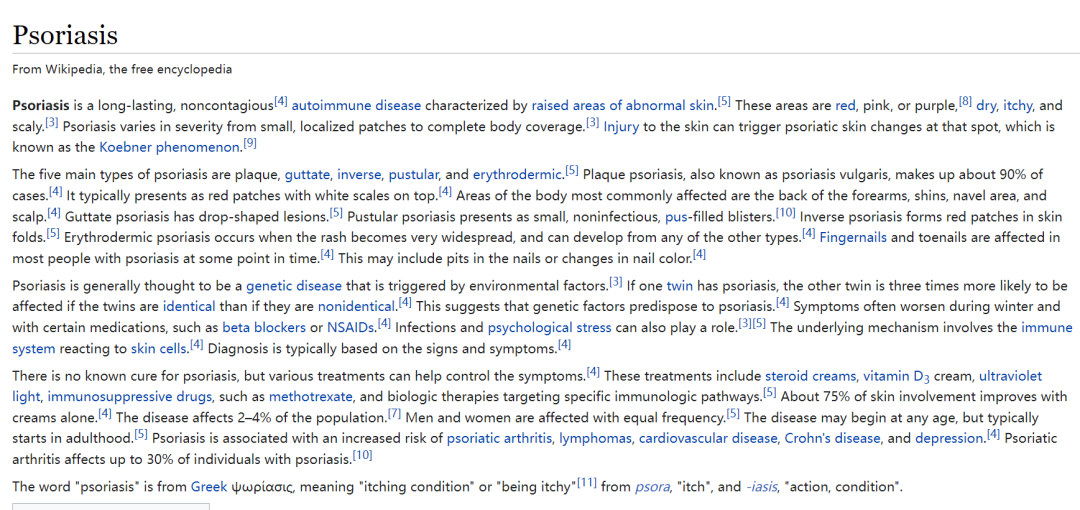 Psoriasis
From Wikipedia, the free encyclopedia
Psoriasis is a long-lasting, noncontagious[4] autoimmune disease characterized by raised areas of abnormal skin.[5] These areas are red, pink, or purple,[8] dry, itchy, and
scaly.[3] Psoriasis varies in severity from small, localized patches to complete body coverage.[3] Injury to the skin can trigger psoriatic skin changes at that spot, which is
known as the Koebner phenomenon.[9]
The five main types of psoriasis are plaque, guttate, inverse, pustular, and erythrodermic.[5] Plaque psoriasis, also known as psoriasis vulgaris, makes up about 90% of
cases.[4] It typically presents as red patches with white scales on top.[4] Areas of the body most commonly affected are the back of the forearms, shins, navel area, and
scalp.[4] Guttate psoriasis has drop-shaped lesions.[5] Pustular psoriasis presents as small, noninfectious, pus-filled blisters.[10] Inverse psoriasis forms red patches in skin
folds.[5] Erythrodermic psoriasis occurs when the rash becomes very widespread, and can develop from any of the other types.[4] Fingernails and toenails are affected in
most people with psoriasis at some point in time.[4] This may include pits in the nails or changes in nail color.[4]
Psoriasis is generally thought to be a genetic disease that is triggered by environmental factors.[3] If one twin has psoriasis, the other twin is three times more likely to be
affected if the twins are identical than if they are nonidentical.[4] This suggests that genetic factors predispose to psoriasis.[4] Symptoms often worsen during winter and
with certain medications, such as beta blockers or NSAIDs.[4] Infections and psychological stress can also play a role.[3][5] The underlying mechanism involves the immune
system reacting to skin cells.[4] Diagnosis is typically based on the signs and symptoms.[4]
There is no known cure for psoriasis, but various treatments can help control the symptoms.[4] These treatments include steroid creams, vitamin D3 cream, ultraviolet
light, immunosuppressive drugs, such as methotrexate, and biologic therapies targeting specific immunologic pathways.[5] About 75% of skin involvement improves with
creams alone.[4] The disease affects 2–4% of the population.[7] Men and women are affected with equal frequency.[5] The disease may begin at any age, but typically
starts in adulthood.[5] Psoriasis is associated with an increased risk of psoriatic arthritis, lymphomas, cardiovascular disease, Crohn's disease, and depression.[4] Psoriatic
arthritis affects up to 30% of individuals with psoriasis.[10]
The word "psoriasis" is from Greek ψωρίασις, meaning "itching condition" or "being itchy"[11] from psora, "itch", and -iasis, "action, condition".